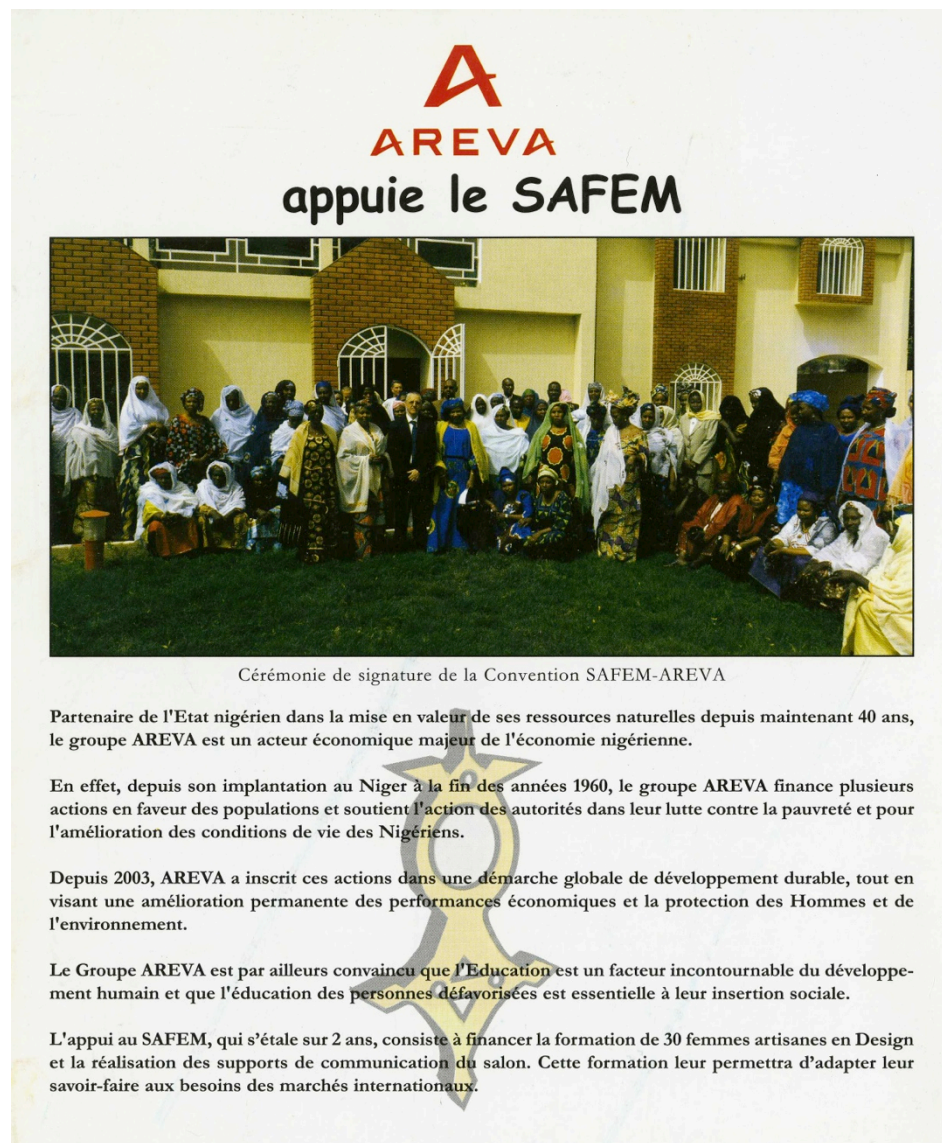 AREVA
appuie le SAFEM
Cérémonie de signature de la Convention SAFEM-AREVA
Partenaire de l'Etat nigérien dans la mise en valeur de ses ressources naturelles depuis maintenant 40 ans,
le groupe AREVA est un acteur économique majeur de l'économie nigérienne.
En effet, depuis son implantation au Niger à la fin des années 1960, le groupe AREVA finance plusieurs
actions en faveur des populations et soutient l'action des autorités dans leur lutte contre la pauvreté et pour
l'amélioration des conditions de vie des Nigériens.
Depuis 2003, AREVA a inscrit ces actions dans une démarche globale de développement durable, tout en
visant une amélioration permanente des performances économiques et la protection des Hommes et de
l'environnement.
Le Groupe AREVA est par ailleurs convaincu que l'Education est un facteur incontournable du développe-
ment humain et que l'éducation des personnes défavorisées est essentielle à leur insertion sociale.
L'appui au SAFEM, qui s'étale sur 2 ans, consiste à financer la formation de 30 femmes artisanes en Design
et la réalisation des supports de communication du salon. Cette formation leur permettra d'adapter leur
savoir-faire aux besoins des marchés internationaux.